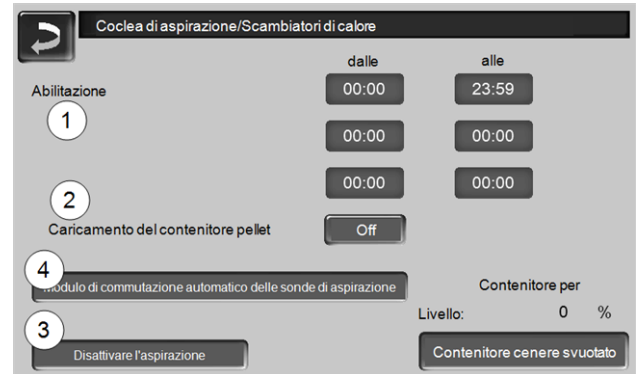 Coclea di aspirazione/Scambiatori di calore
dalle alle
Abilitazione 00:00 23:59
1
00:00 00:00
00:00 00:00
2
Caricamento del contenitore pellet Off
4
Modulo di commutazione automatico delle sonde di aspirazione
Contenitore per
Livello: 0 %
3
Disattivare l'aspirazione
Contenitore cenere svuotato